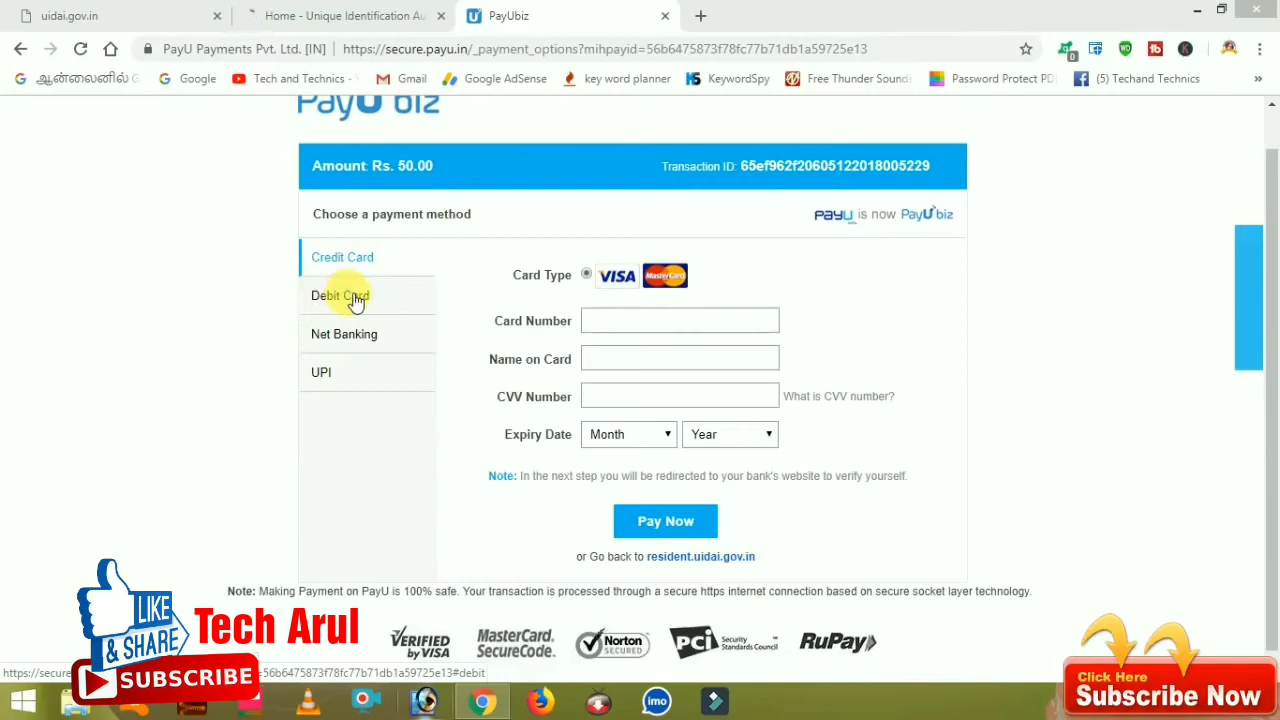 uidai.gov.in
Home - Unique Identification Au
PayUbiz
PayU Payments Pvt. Ltd. [IN]
https://secure.payu.in/_payment_options?mihpayid=56b6475873f78fc77b71db1a59725e13
0
ஆன்லைனில்
Google
Tech and Technics -
Gmail
Google AdSense
key word planner
KeywordSpy
Free Thunder Sound
Password Protect PD
(5) Techand Technics
»
PayU biz
Amount: Rs. 50.00
Transaction ID: 65ef962f20605122018005229
Choose a payment method
PayU is now PayU biz
Credit Card
Debit Card
Net Banking
UPI
Card Type
VISA
MasterCard
Card Number
Name on Card
CVV Number
What is CVV number?
Expiry Date
Month
Year
Note: In the next step you will be redirected to your bank's website to verify yourself.
Pay Now
or Go back to resident.uidai.gov.in
Note: Making Payment on PayU is 100% safe. Your transaction is processed through a secure https internet connection based on secure socket layer technology.
VERIFIED
by VISA
MasterCard.
SecureCode.
Norton
SECURED
PCI
Security
Standards Council
RuPay
LIKE
& SHARE
Tech Arul
SUBSCRIBE
https://secure
=56b6475873f78fc77b71db1a59725e13#debit
imo
Click Here
Subscribe Now